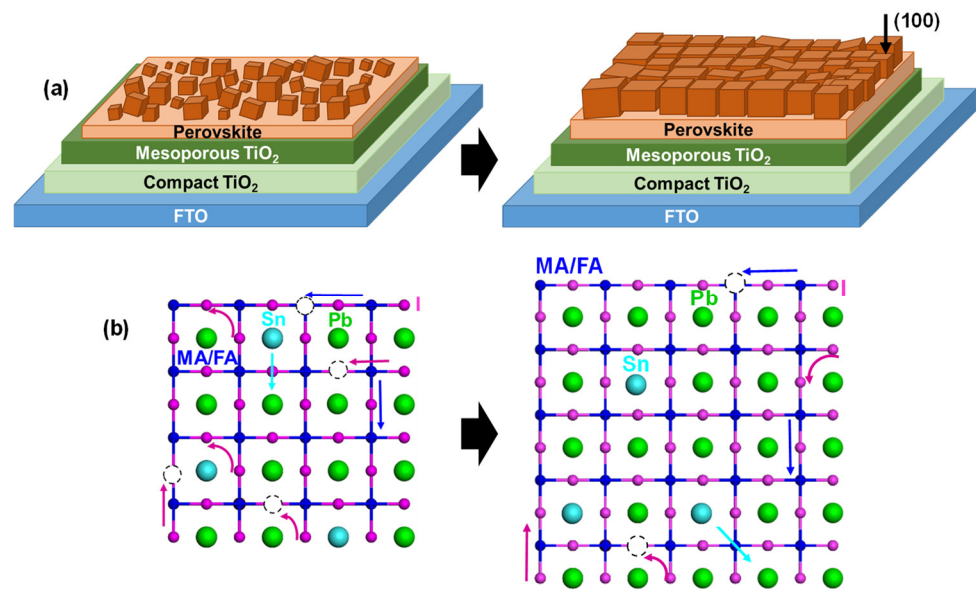 (a)
Perovskite
Mesoporous TiO₂
Compact TiO₂
FTO
(100)
Perovskite
Mesoporous TiO₂
Compact TiO₂
FTO
(b)
I
Sn
Pb
MA/FA
MA/FA
Pb
I
Sn